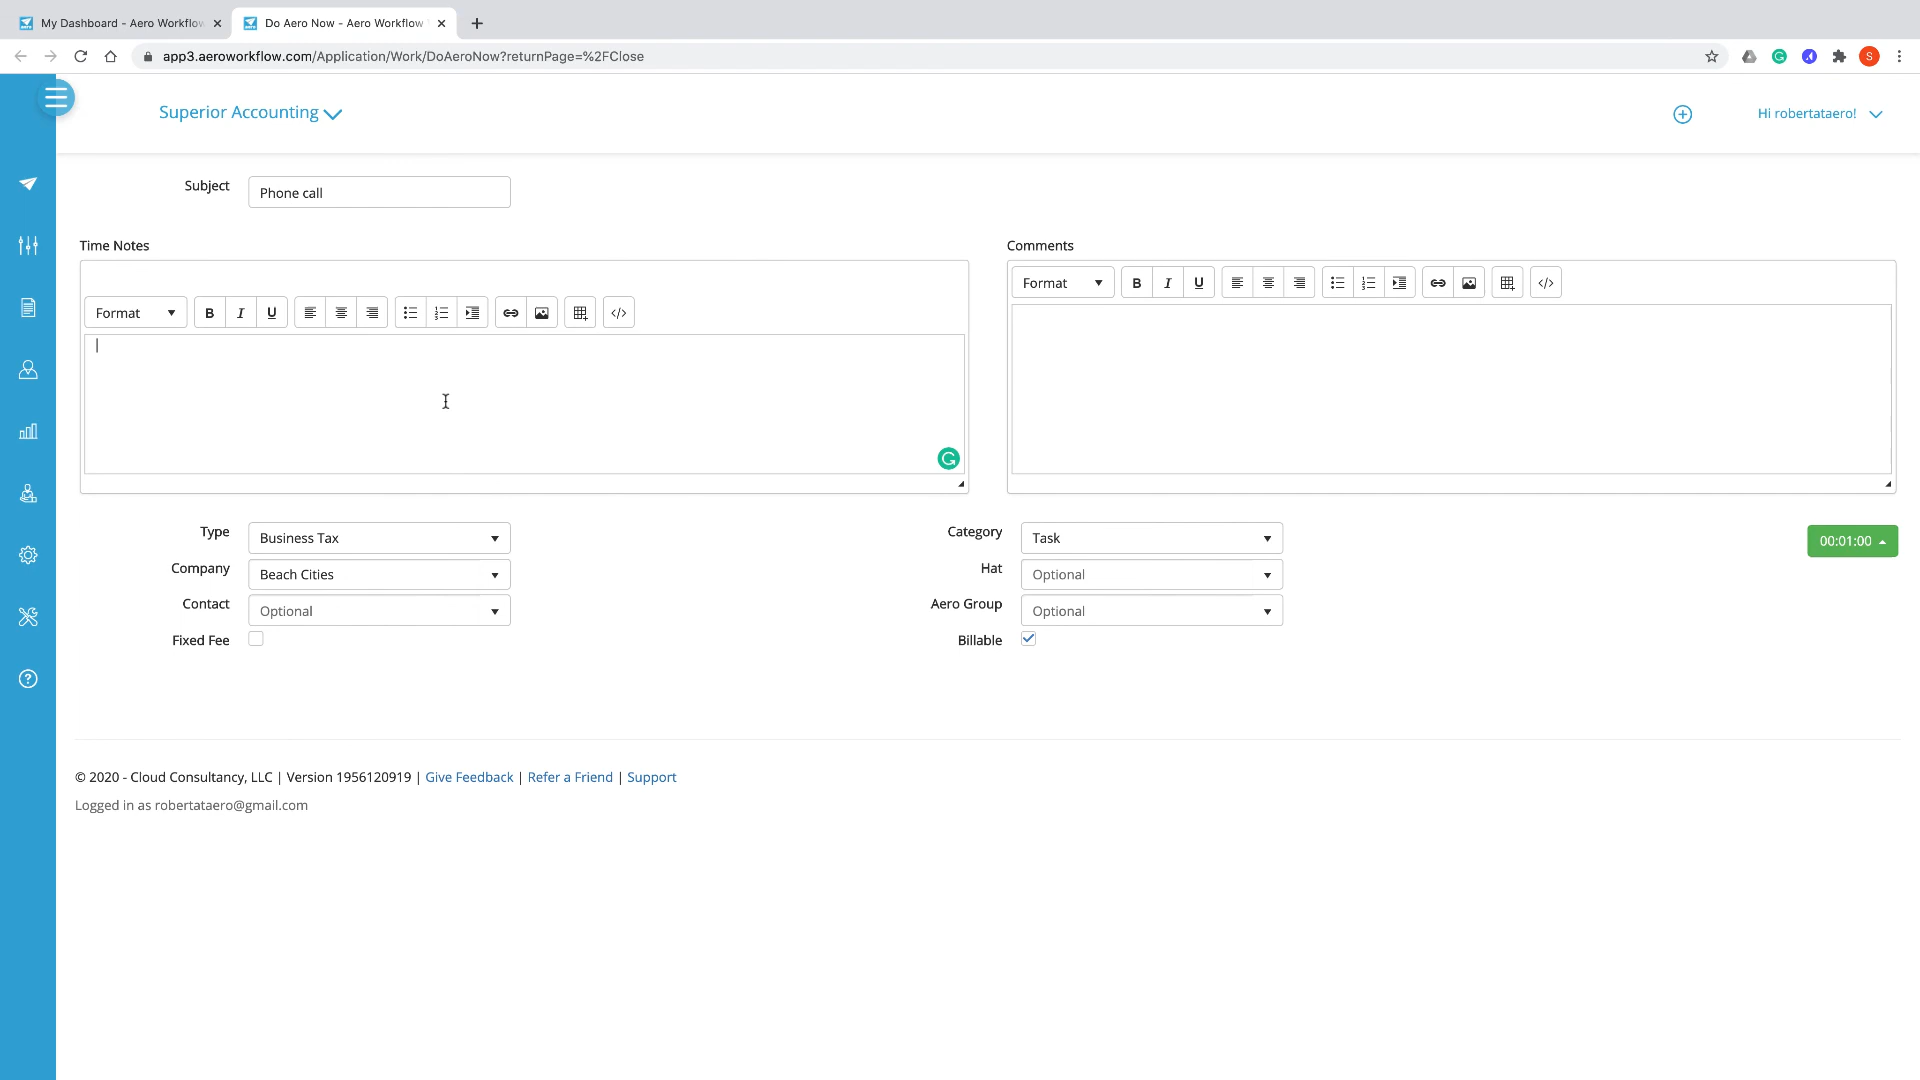 My Dashboard - Aero Workflow
Do Aero Now - Aero Workflow
app3.aeroworkflow.com/Application/Work/DoAeroNow?returnPage=%2FClose
S
Superior Accounting
Hi robertataero!
Subject
Phone call
Time Notes
Comments
Format
B I U
</>
Format
B I U
</>
Type
Business Tax
Category
Task
00:01:00
Company
Beach Cities
Hat
Optional
Contact
Optional
Aero Group
Optional
Fixed Fee
Billable
© 2020 - Cloud Consultancy, LLC | Version 1956120919 | Give Feedback | Refer a Friend | Support
Logged in as robertataero@gmail.com